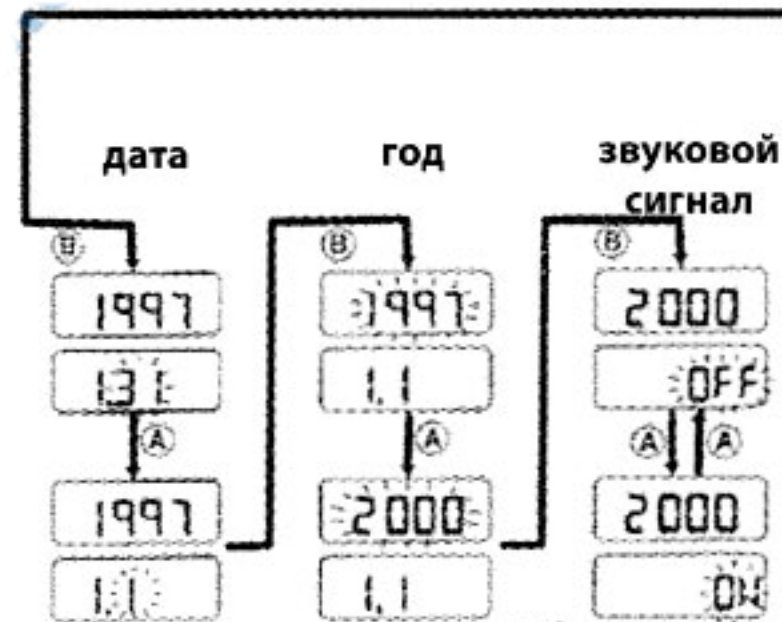 дата
год
звуковой
сигнал
B
B
B
1997
1997
2000
1.31
1.1
OFF
A
A
A
A
1997
2000
2000
1.1
1.1
ON